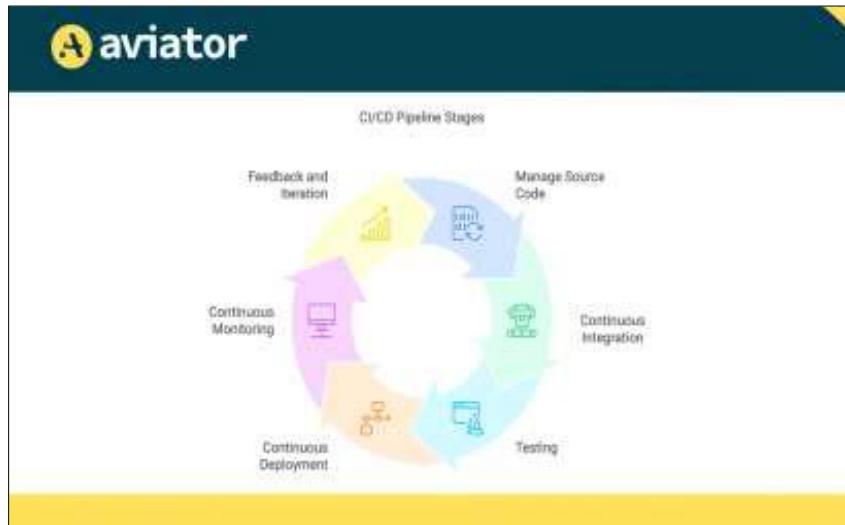 aviator
CI/CD Pipeline Stages
Feedback and
Iteration
Manage Source
Code
Continuous
Monitoring
Continuous
Integration
Continuous
Deployment
Testing